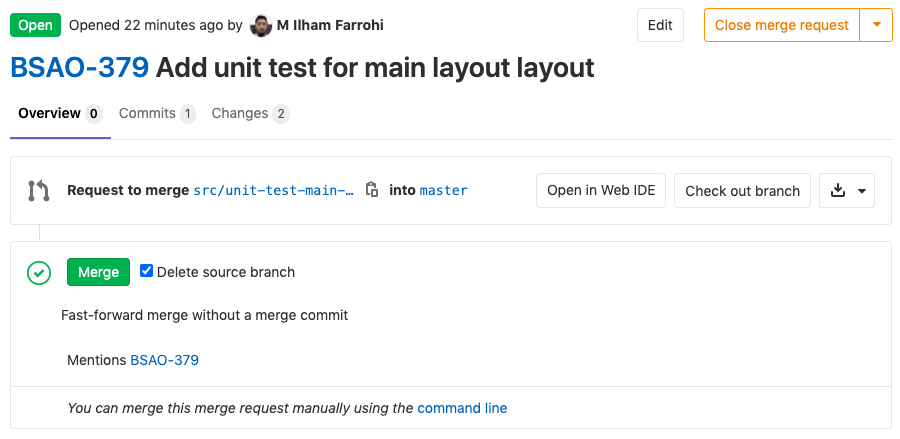 Open Opened 22 minutes ago by M Ilham Farrohi Edit Close merge request
BSAO-379 Add unit test for main layout layout
Overview 0 Commits 1 Changes 2
Request to merge src/unit-test-main-… into master Open in Web IDE Check out branch
Merge Delete source branch
Fast-forward merge without a merge commit
Mentions BSAO-379
You can merge this merge request manually using the command line